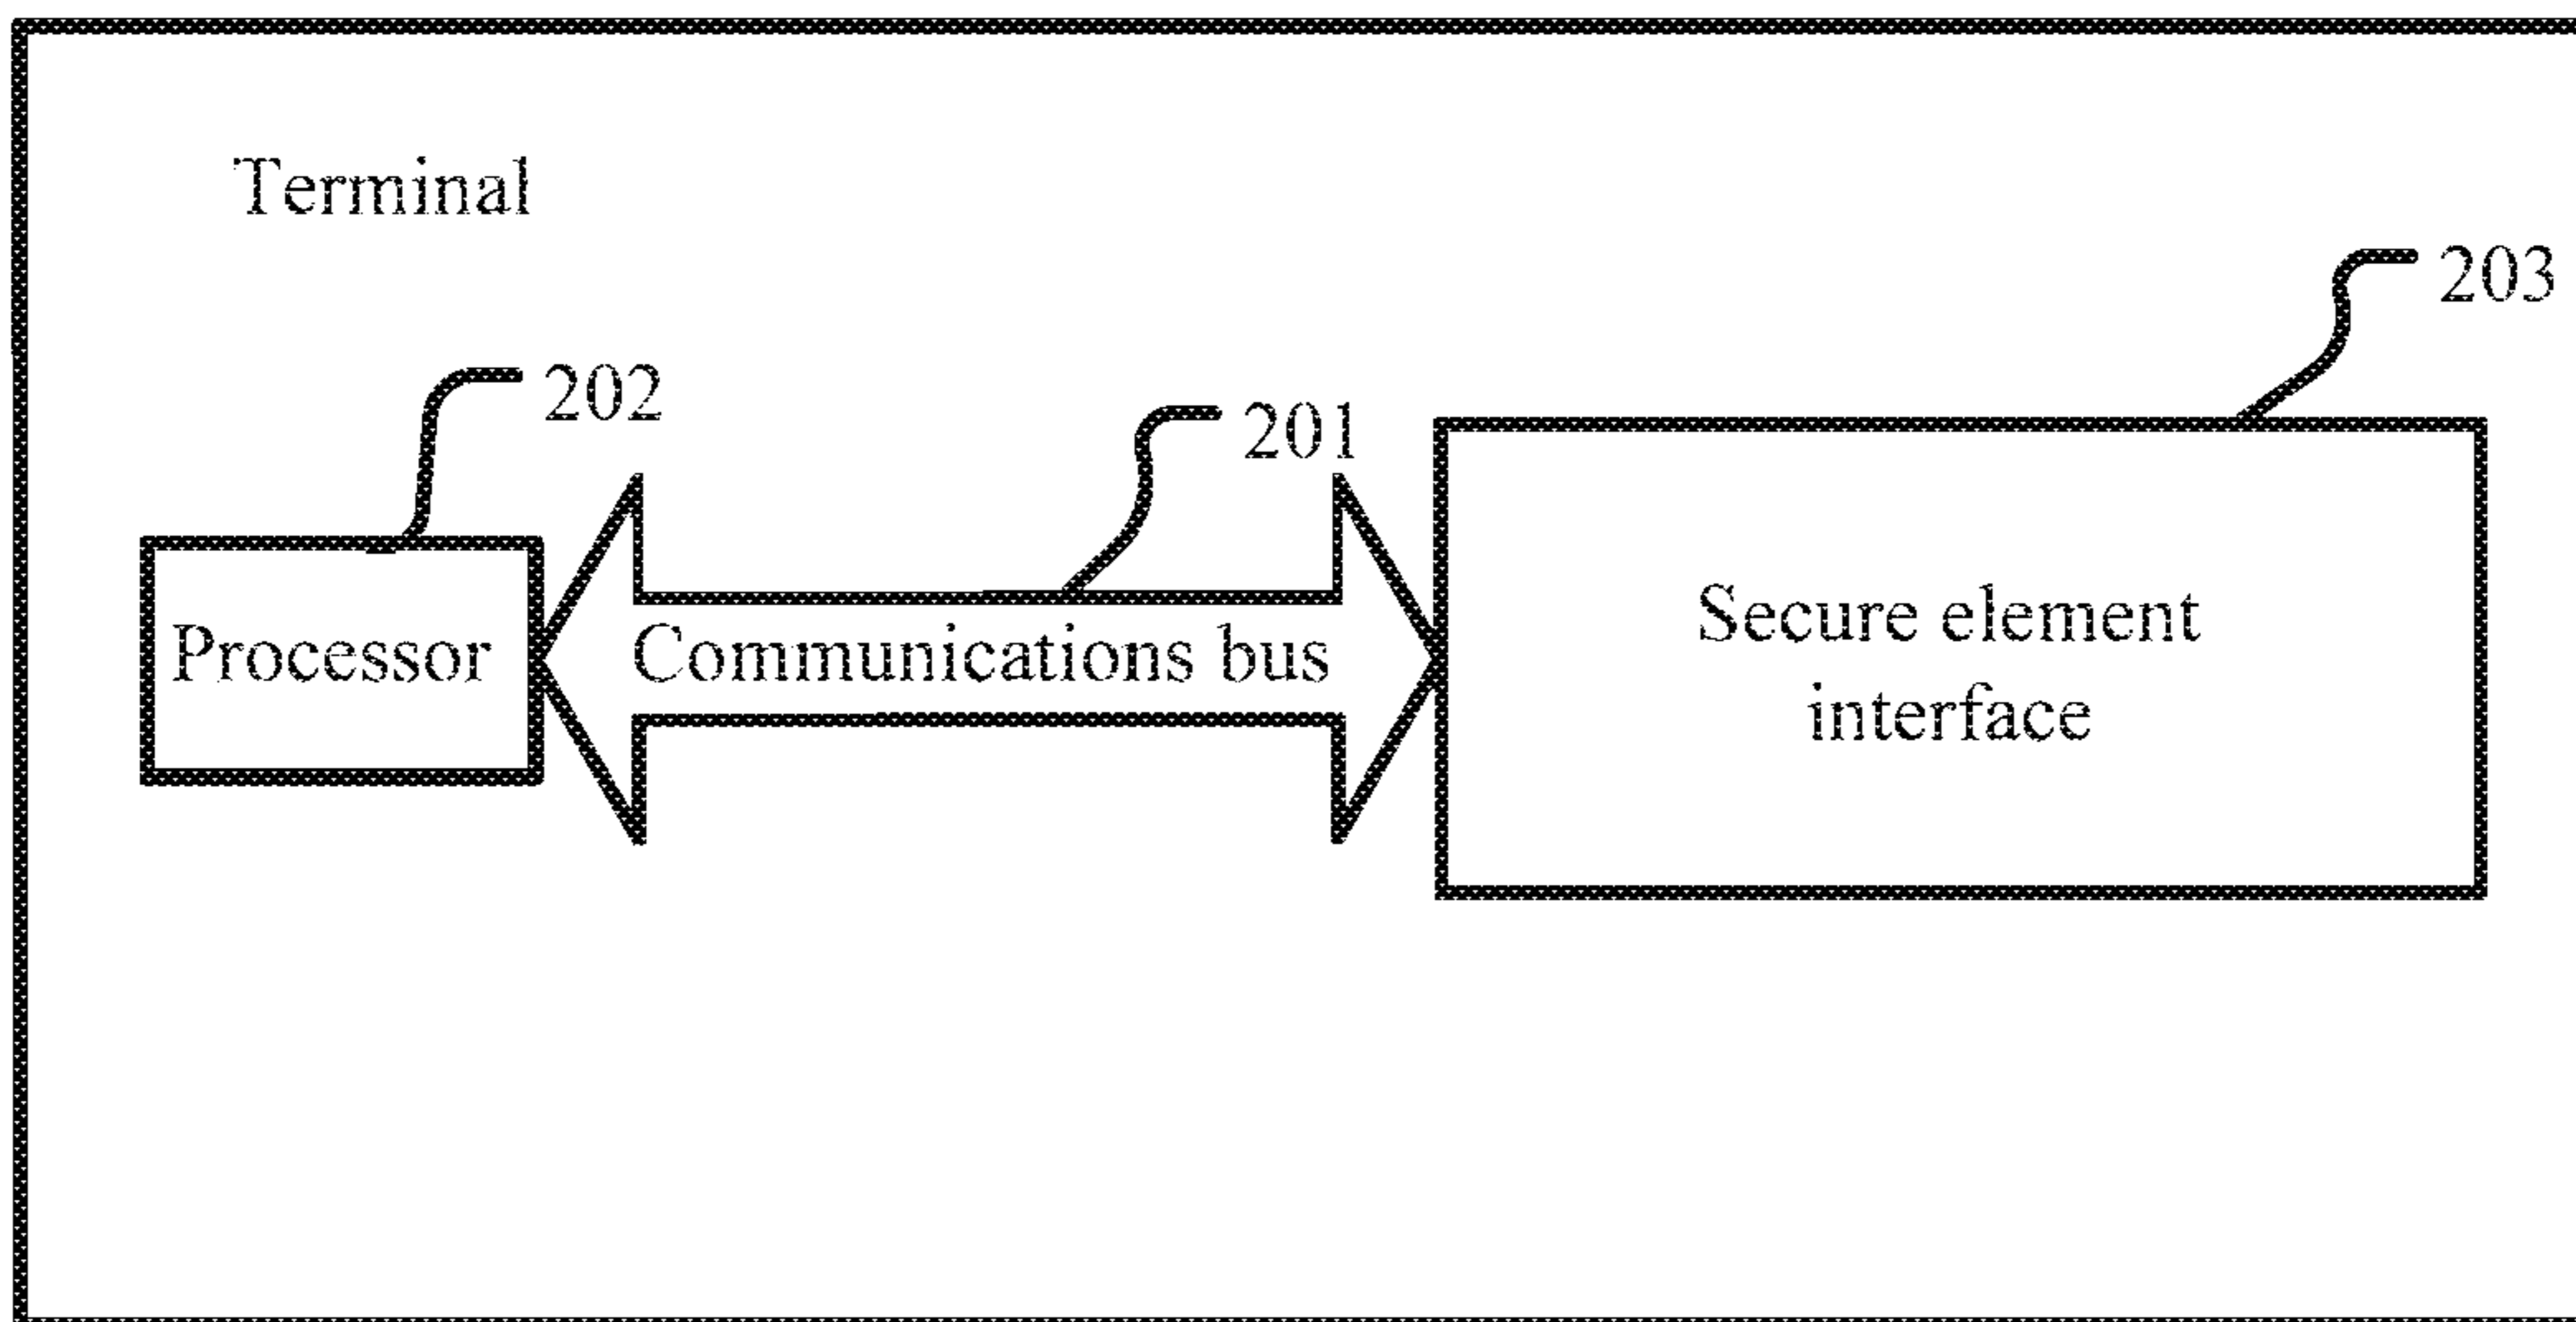 Terminal
203
202
201
Processor
Communications bus
Secure element
interface